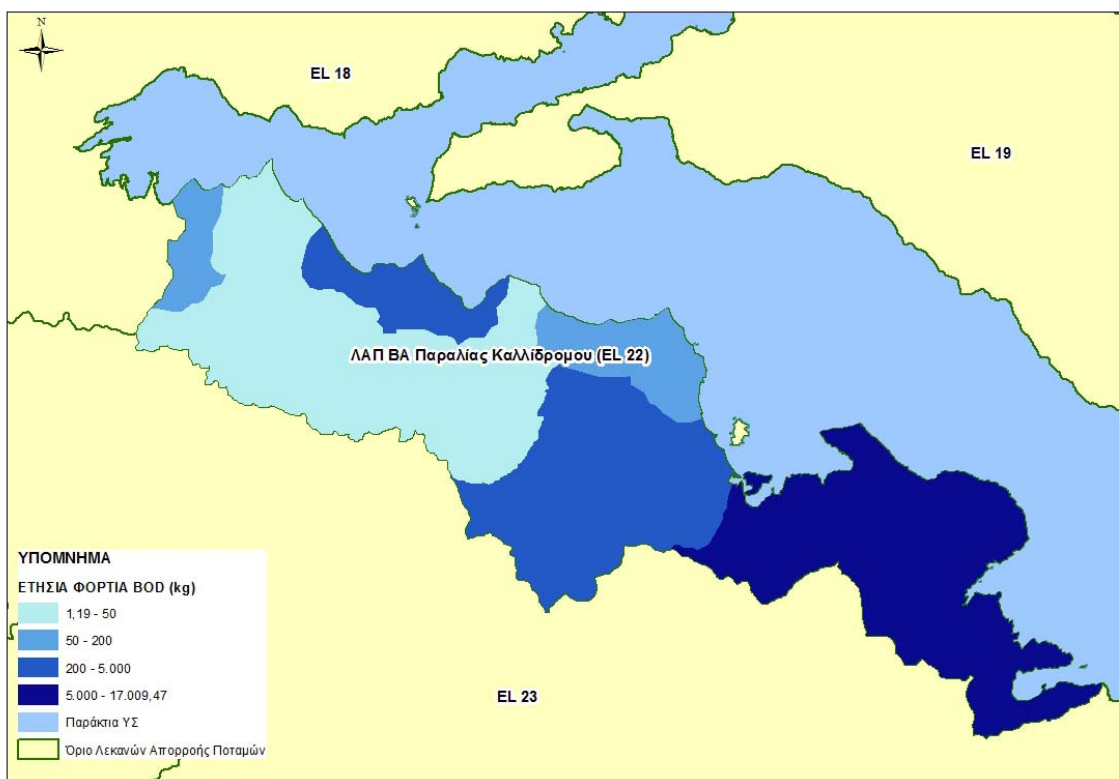 N
EL 18
EL 19
ΛΑΠ ΒΑ Παραλίας Καλλίδρομου (EL 22)
EL 23
ΥΠΟΜΝΗΜΑ
ΕΤΗΣΙΑ ΦΟΡΤΙΑ BOD (kg)
1,19 - 50
50 - 200
200 - 5.000
5.000 - 17.009,47
Παράκτια ΥΣ
Όριο Λεκανών Απορροής Ποταμών